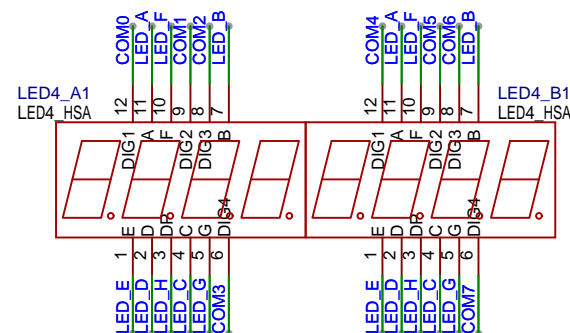 COM0 LED_A LED_F COM1 COM2 LED_B
COM4 LED_A LED_F COM5 COM6 LED_B
LED4_A1
LED4_HSA
12 11 10 9 8 7
12 11 10 9 8 7
LED4_B1
LED4_HSA
DIG1 A F DIG2 DIG3 B
DIG1 A F DIG2 DIG3 B
E D DP C G DIG4
E D DP C G DIG4
1 2 3 4 5 6
1 2 3 4 5 6
LED_E LED_D LED_H LED_C LED_G COM3
LED_E LED_D LED_H LED_C LED_G COM7